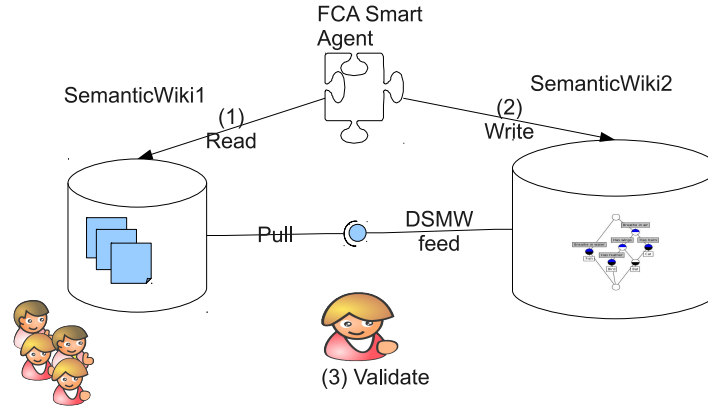 FCA Smart
Agent
SemanticWiki1
SemanticWiki2
(1)
Read
(2)
Write
Pull
DSMW
feed
(3) Validate